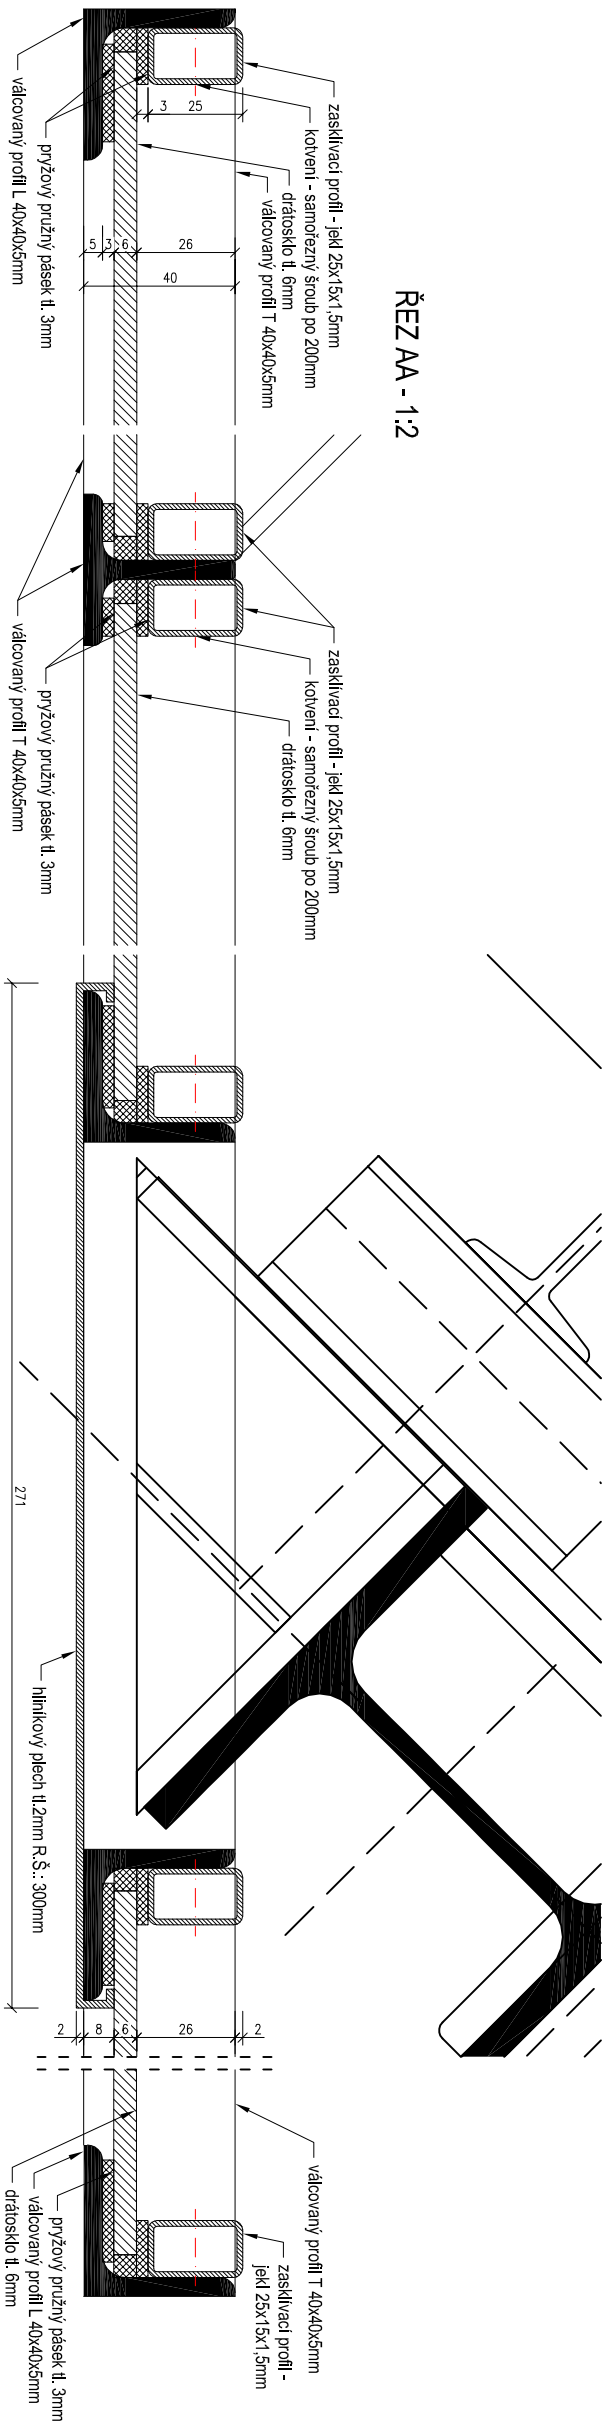 ŘEZ AA - 1:2
zasklívací profil - jekl 25x15x1,5mm
kotvení - samořezný šroub po 200mm
drátosklo tl. 6mm
válcovaný profil T 40x40x5mm
3 25
5 3 6 26
40
pryžový pružný pásek tl. 3mm
válcovaný profil L 40x40x5mm
zasklívací profil - jekl 25x15x1,5mm
kotvení - samořezný šroub po 200mm
drátosklo tl. 6mm
pryžový pružný pásek tl. 3mm
válcovaný profil T 40x40x5mm
271
hliníkový plech tl.2mm R.Š.: 300mm
2 8 6 26 2
válcovaný profil T 40x40x5mm
zasklívací profil -
jekl 25x15x1,5mm
pryžový pružný pásek tl. 3mm
válcovaný profil L 40x40x5mm
drátosklo tl. 6mm